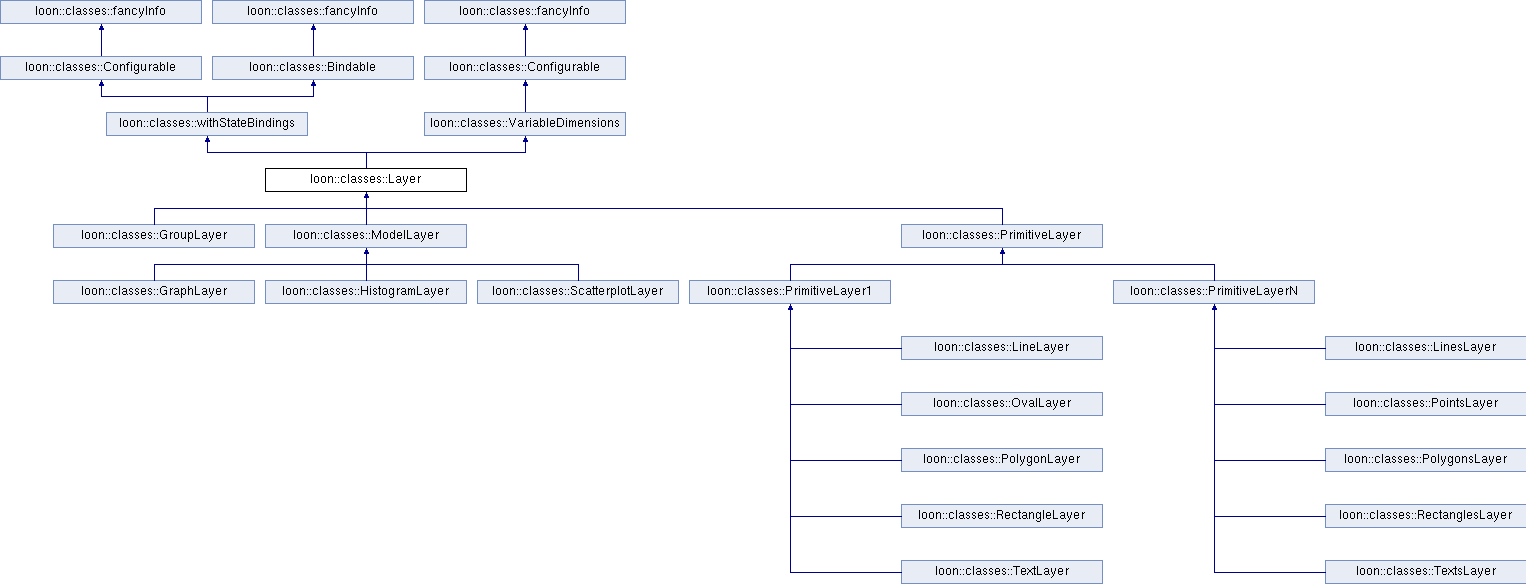 loon::classes::fancyInfo
loon::classes::fancyInfo
loon::classes::fancyInfo
loon::classes::Configurable
loon::classes::Bindable
loon::classes::Configurable
loon::classes::withStateBindings
loon::classes::VariableDimensions
loon::classes::Layer
loon::classes::GroupLayer
loon::classes::ModelLayer
loon::classes::PrimitiveLayer
loon::classes::GraphLayer
loon::classes::HistogramLayer
loon::classes::ScatterplotLayer
loon::classes::PrimitiveLayer1
loon::classes::PrimitiveLayerN
loon::classes::LineLayer
loon::classes::LinesLayer
loon::classes::OvalLayer
loon::classes::PointsLayer
loon::classes::PolygonLayer
loon::classes::PolygonsLayer
loon::classes::RectangleLayer
loon::classes::RectanglesLayer
loon::classes::TextLayer
loon::classes::TextsLayer